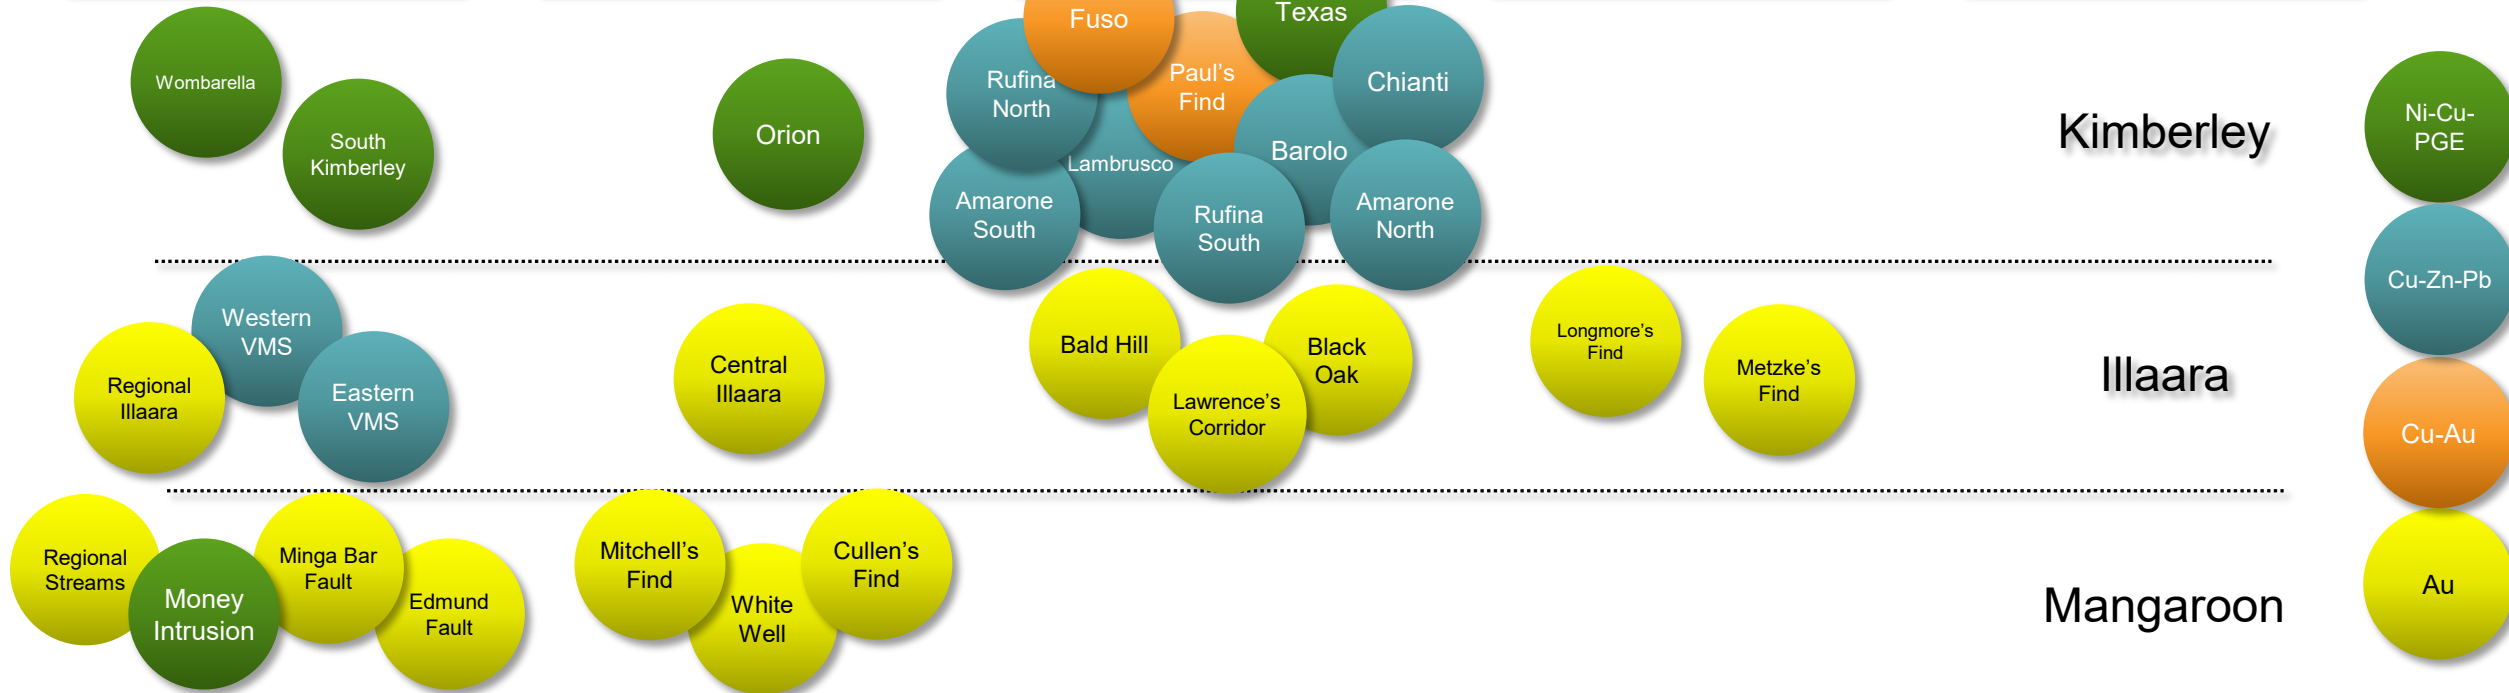 Fuso
Texas
Wombarella
South
Kimberley
Orion
Rufina
North
Paul’s
Find
Chianti
Lambrusco
Barolo
Amarone
South
Rufina
South
Amarone
North
Kimberley
Ni-Cu-
PGE
Cu-Zn-Pb
Western
VMS
Regional
Illaara
Eastern
VMS
Central
Illaara
Bald Hill
Black
Oak
Lawrence’s
Corridor
Longmore’s
Find
Metzke’s
Find
Illaara
Cu-Au
Regional
Streams
Money
Intrusion
Minga Bar
Fault
Edmund
Fault
Mitchell’s
Find
White
Well
Cullen’s
Find
Mangaroon
Au